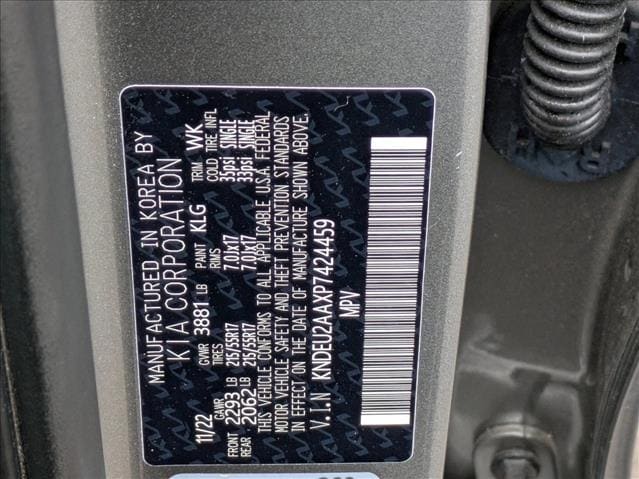 MANUFACTURED IN KOREA BY
KIA CORPORATION
11/22 GVWR 3881 LB PAINT KLG TRIM WK
GAWR RIMS COLD TIRE INFL
FRONT 2293 LB 215/55R17 7.0Jx17 35psi SINGLE
REAR 2062 LB 215/55R17 7.0Jx17 33psi SINGLE
THIS VEHICLE CONFORMS TO ALL APPLICABLE U.S.A. FEDERAL
MOTOR VEHICLE SAFETY AND THEFT PREVENTION STANDARDS
IN EFFECT ON THE DATE OF MANUFACTURE SHOWN ABOVE.
V.I.N KNDEU2AAXP7424459
MPV